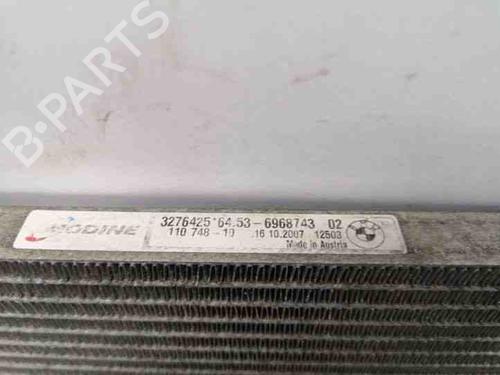 B-PARTS
MODINE
3276425*64.53-6968743 02
110 748-10 16.10.2007 12503
Made in Austria